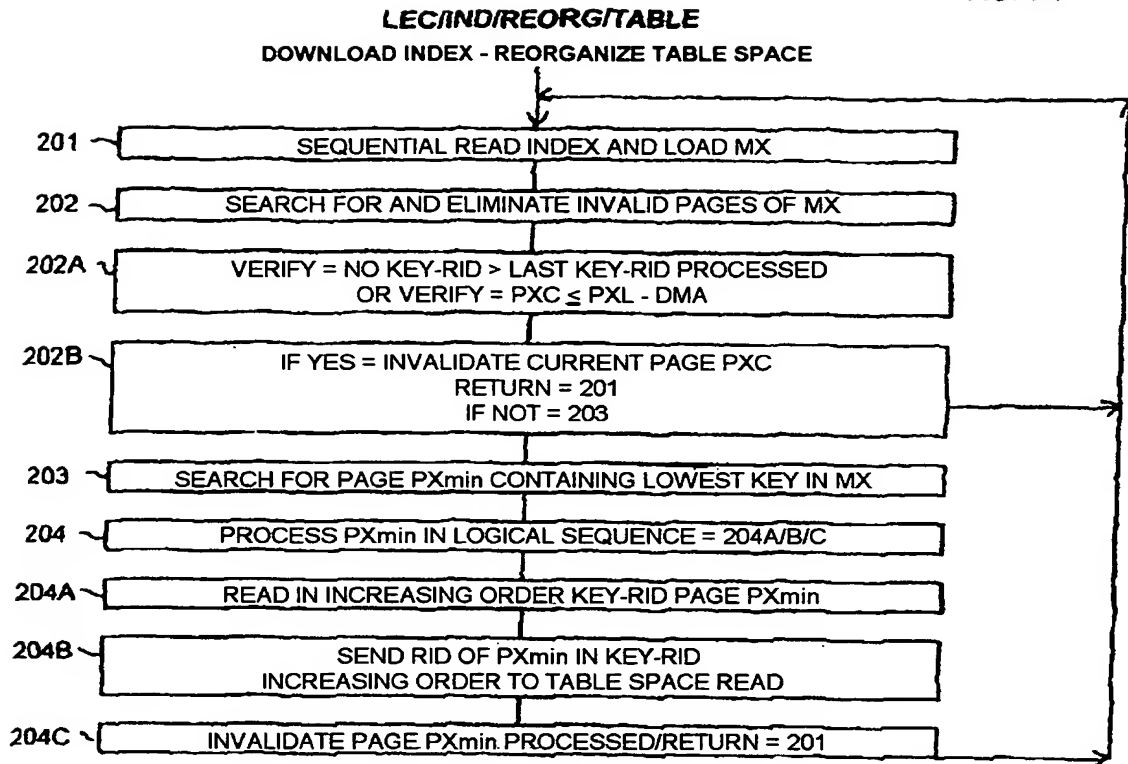 LEC/IND/REORG/TABLE
DOWNLOAD INDEX - REORGANIZE TABLE SPACE
201
SEQUENTIAL READ INDEX AND LOAD MX
202
SEARCH FOR AND ELIMINATE INVALID PAGES OF MX
202A
VERIFY = NO KEY-RID > LAST KEY-RID PROCESSED
OR VERIFY = PXC ≤ PXL - DMA
202B
IF YES = INVALIDATE CURRENT PAGE PXC
RETURN = 201
IF NOT = 203
203
SEARCH FOR PAGE PXmin CONTAINING LOWEST KEY IN MX
204
PROCESS PXmin IN LOGICAL SEQUENCE = 204A/B/C
204A
READ IN INCREASING ORDER KEY-RID PAGE PXmin
204B
SEND RID OF PXmin IN KEY-RID
INCREASING ORDER TO TABLE SPACE READ
204C
INVALIDATE PAGE PXmin PROCESSED/RETURN = 201